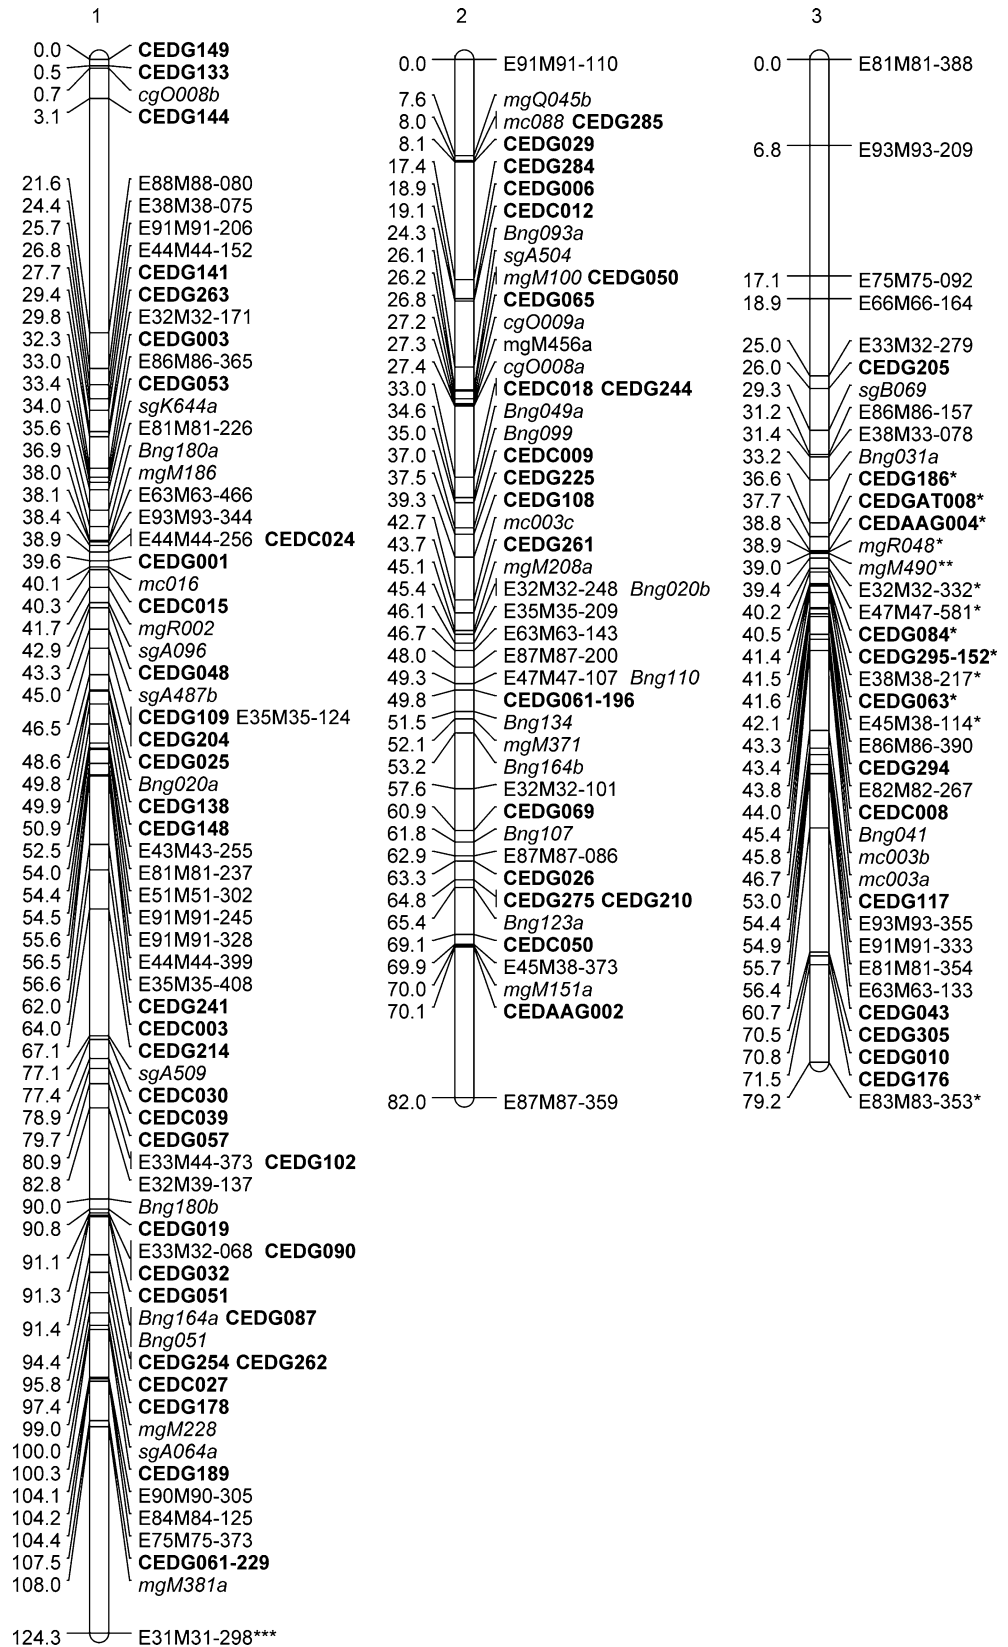 1
0.0 CEDG149
0.5 CEDG133
0.7 cgO008b
3.1 CEDG144
21.6 E88M88-080
24.4 E38M38-075
25.7 E91M91-206
26.8 E44M44-152
27.7 CEDG141
29.4 CEDG263
29.8 E32M32-171
32.3 CEDG003
33.0 E86M86-365
33.4 CEDG053
34.0 sgK644a
35.6 E81M81-226
36.9 Bng180a
38.0 mgM186
38.1 E63M63-466
38.4 E93M93-344
38.9 E44M44-256 CEDC024
39.6 CEDG001
40.1 mc016
40.3 CEDC015
41.7 mgR002
42.9 sgA096
43.3 CEDG048
45.0 sgA487b
46.5 CEDG109 E35M35-124
CEDG204
48.6 CEDG025
49.8 Bng020a
49.9 CEDG138
50.9 CEDG148
52.5 E43M43-255
54.0 E81M81-237
54.4 E51M51-302
54.5 E91M91-245
55.6 E91M91-328
56.5 E44M44-399
56.6 E35M35-408
62.0 CEDG241
64.0 CEDC003
67.1 CEDG214
77.1 sgA509
77.4 CEDC030
78.9 CEDC039
79.7 CEDG057
80.9 E33M44-373 CEDG102
82.8 E32M39-137
90.0 Bng180b
90.8 CEDG019
91.1 E33M32-068 CEDG090
CEDG032
91.3 CEDG051
91.4 Bng164a CEDG087
Bng051
94.4 CEDG254 CEDG262
95.8 CEDC027
97.4 CEDG178
99.0 mgM228
100.0 sgA064a
100.3 CEDG189
104.1 E90M90-305
104.2 E84M84-125
104.4 E75M75-373
107.5 CEDG061-229
108.0 mgM381a
124.3 E31M31-298***
2
0.0 E91M91-110
7.6 mgQ045b
8.0 mc088 CEDG285
8.1 CEDG029
17.4 CEDG284
18.9 CEDG006
19.1 CEDC012
24.3 Bng093a
26.1 sgA504
26.2 mgM100 CEDG050
26.8 CEDG065
27.2 cgO009a
27.3 mgM456a
27.4 cgO008a
33.0 CEDC018 CEDG244
34.6 Bng049a
35.0 Bng099
37.0 CEDC009
37.5 CEDG225
39.3 CEDG108
42.7 mc003c
43.7 CEDG261
45.1 mgM208a
45.4 E32M32-248 Bng020b
46.1 E35M35-209
46.7 E63M63-143
48.0 E87M87-200
49.3 E47M47-107 Bng110
49.8 CEDG061-196
51.5 Bng134
52.1 mgM371
53.2 Bng164b
57.6 E32M32-101
60.9 CEDG069
61.8 Bng107
62.9 E87M87-086
63.3 CEDG026
64.8 CEDG275 CEDG210
65.4 Bng123a
69.1 CEDC050
69.9 E45M38-373
70.0 mgM151a
70.1 CEDAAG002
82.0 E87M87-359
3
0.0 E81M81-388
6.8 E93M93-209
17.1 E75M75-092
18.9 E66M66-164
25.0 E33M32-279
26.0 CEDG205
29.3 sgB069
31.2 E86M86-157
31.4 E38M33-078
33.2 Bng031a
36.6 CEDG186*
37.7 CEDGAT008*
38.8 CEDAAG004*
38.9 mgR048*
39.0 mgM490**
39.4 E32M32-332*
40.2 E47M47-581*
40.5 CEDG084*
41.4 CEDG295-152*
41.5 E38M38-217*
41.6 CEDG063*
42.1 E45M38-114*
43.3 E86M86-390
43.4 CEDG294
43.8 E82M82-267
44.0 CEDC008
45.4 Bng041
45.8 mc003b
46.7 mc003a
53.0 CEDG117
54.4 E93M93-355
54.9 E91M91-333
55.7 E81M81-354
56.4 E63M63-133
60.7 CEDG043
70.5 CEDG305
70.8 CEDG010
71.5 CEDG176
79.2 E83M83-353*